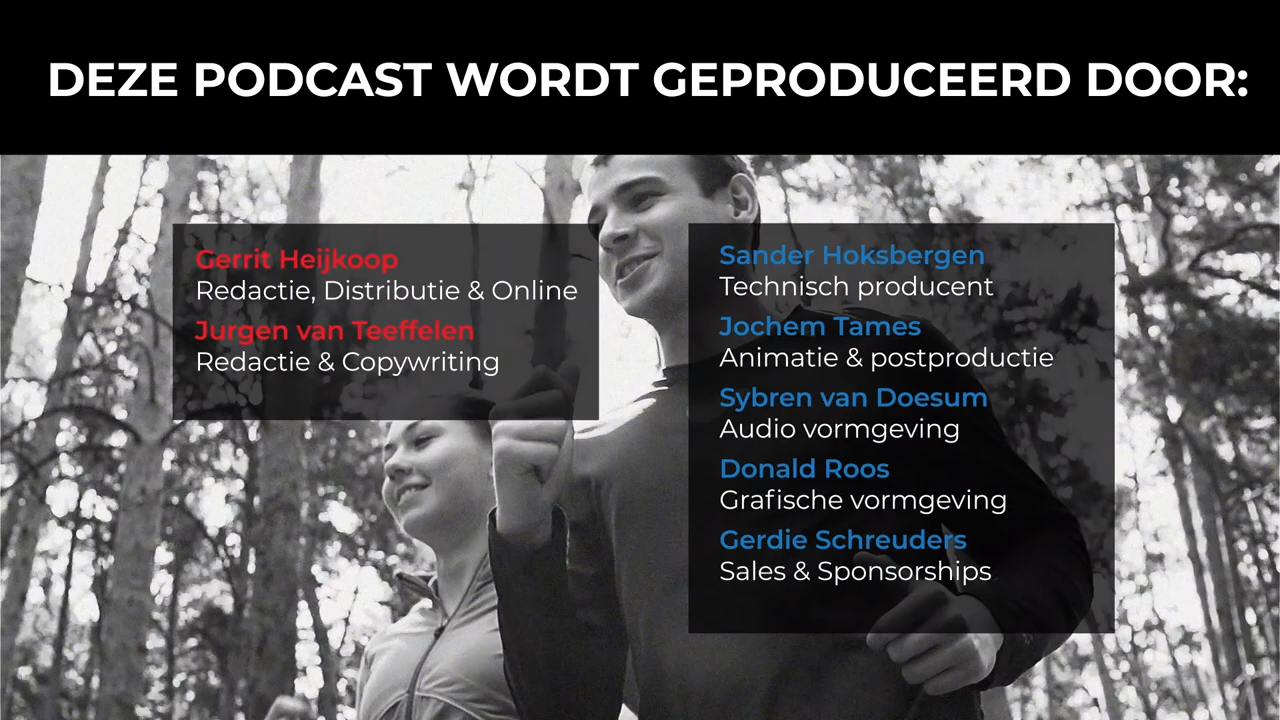 DEZE PODCAST WORDT GEPRODUCEERD DOOR:
Gerrit Heijkoop
Redactie, Distributie & Online
Jurgen van Teeffelen
Redactie & Copywriting
Sander Hoksbergen
Technisch producent
Jochem Tames
Animatie & postproductie
Sybren van Doesum
Audio vormgeving
Donald Roos
Grafische vormgeving
Gerdie Schreuders
Sales & Sponsorships